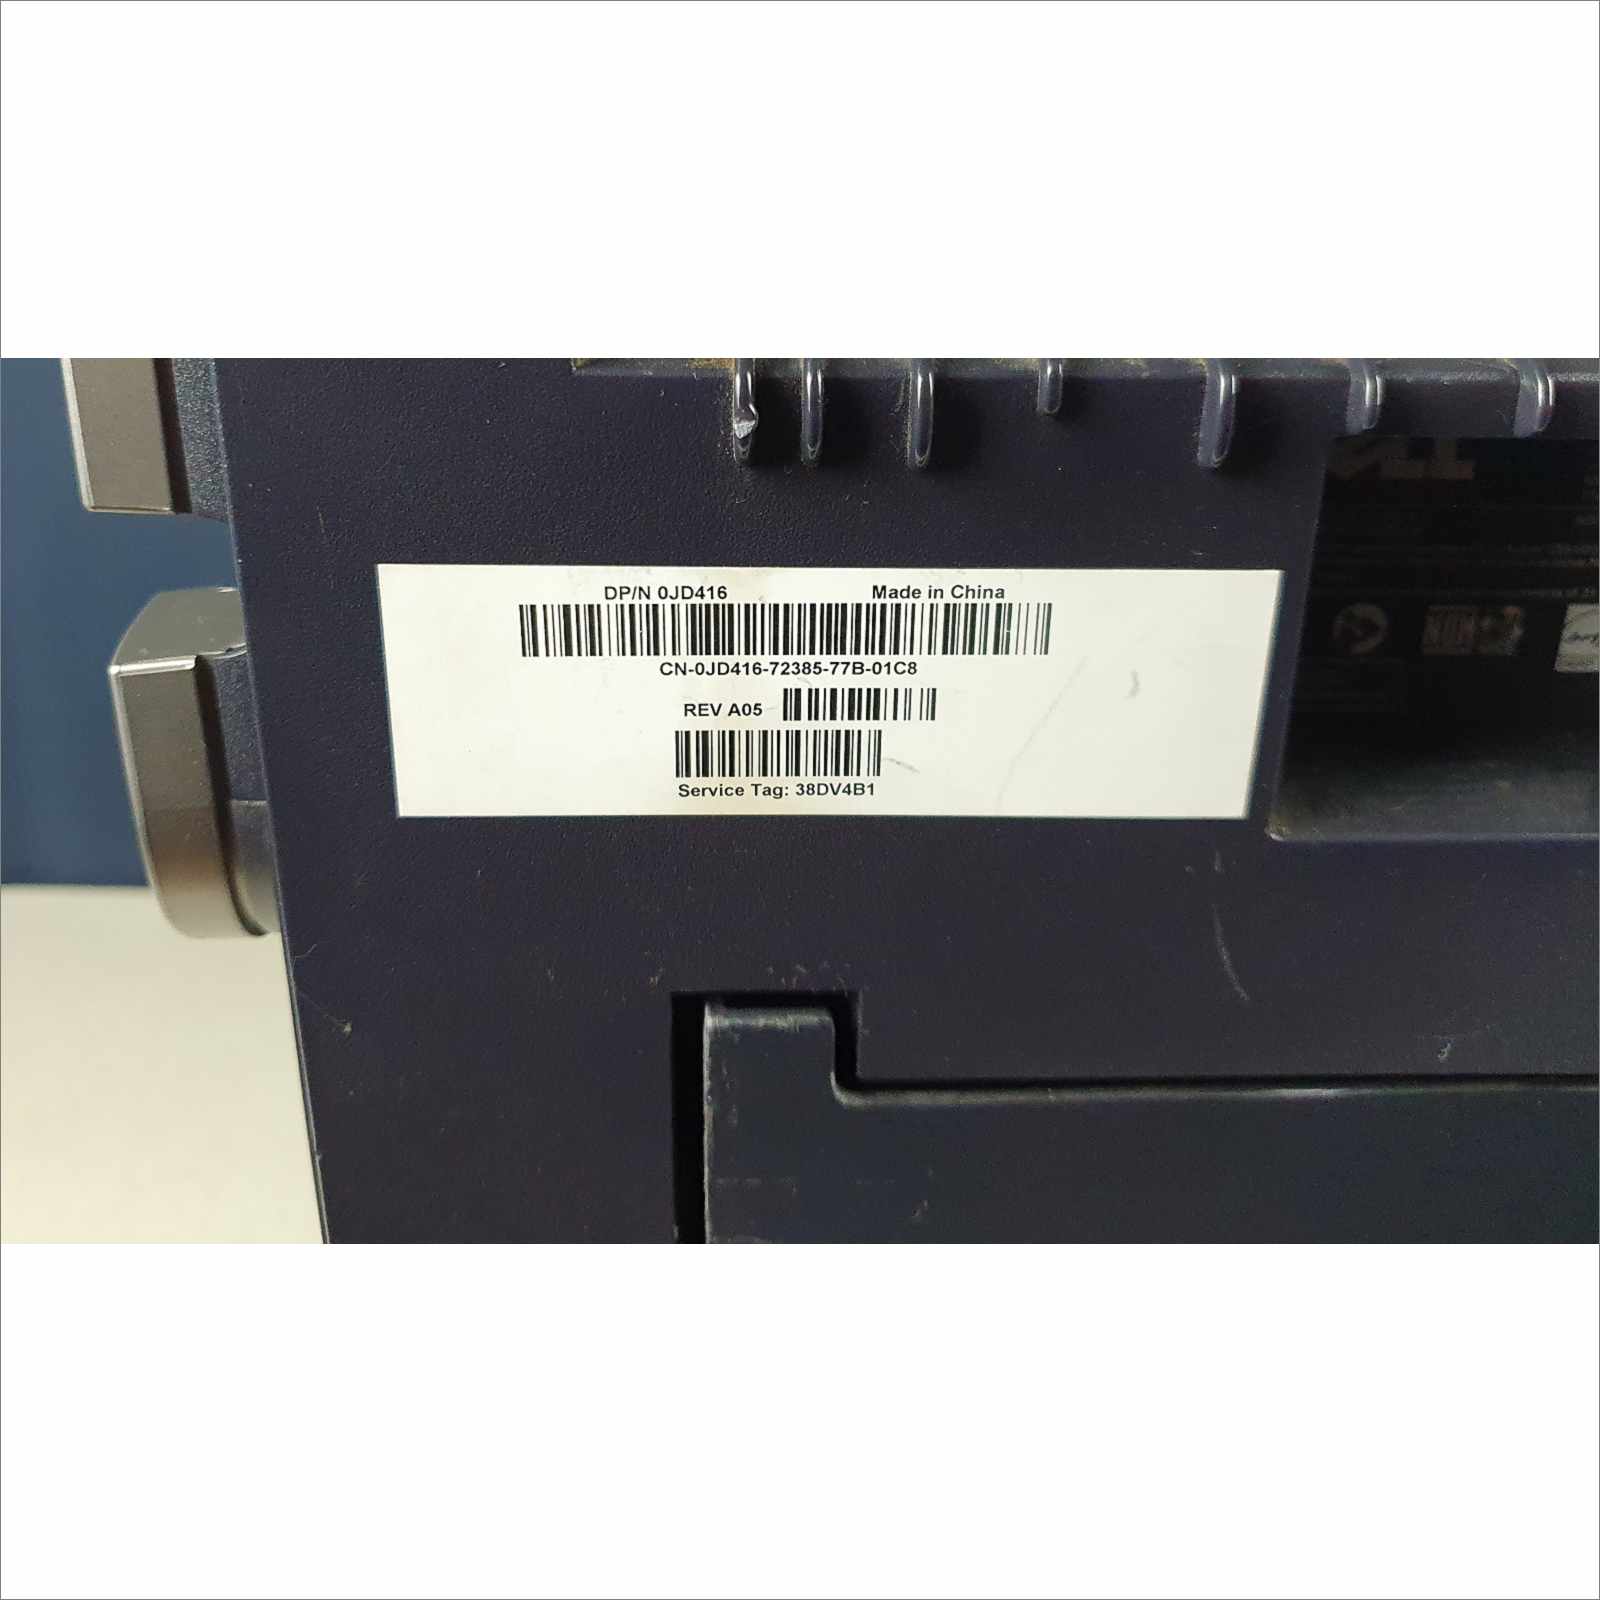 DP/N 0JD416 Made in China
CN-0JD416-72385-77B-01C8
REV A05
Service Tag: 38DV4B1